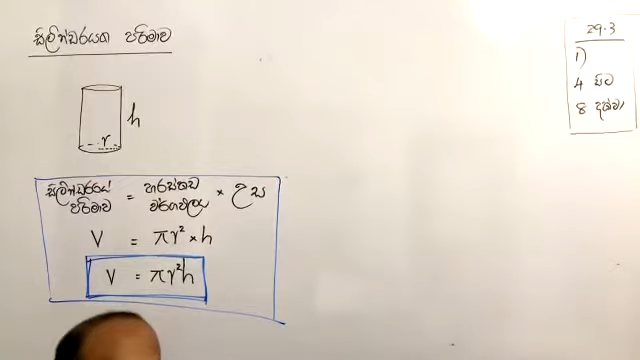 සිලින්ඩරයක පරිමාව
h
r
සිලින්ඩරයේ පරිමාව = හරස්කඩ වර්ගඵලය × උස
V = πr² × h
V = πr²h
29.3
1)
4 සිට
8 දක්වා